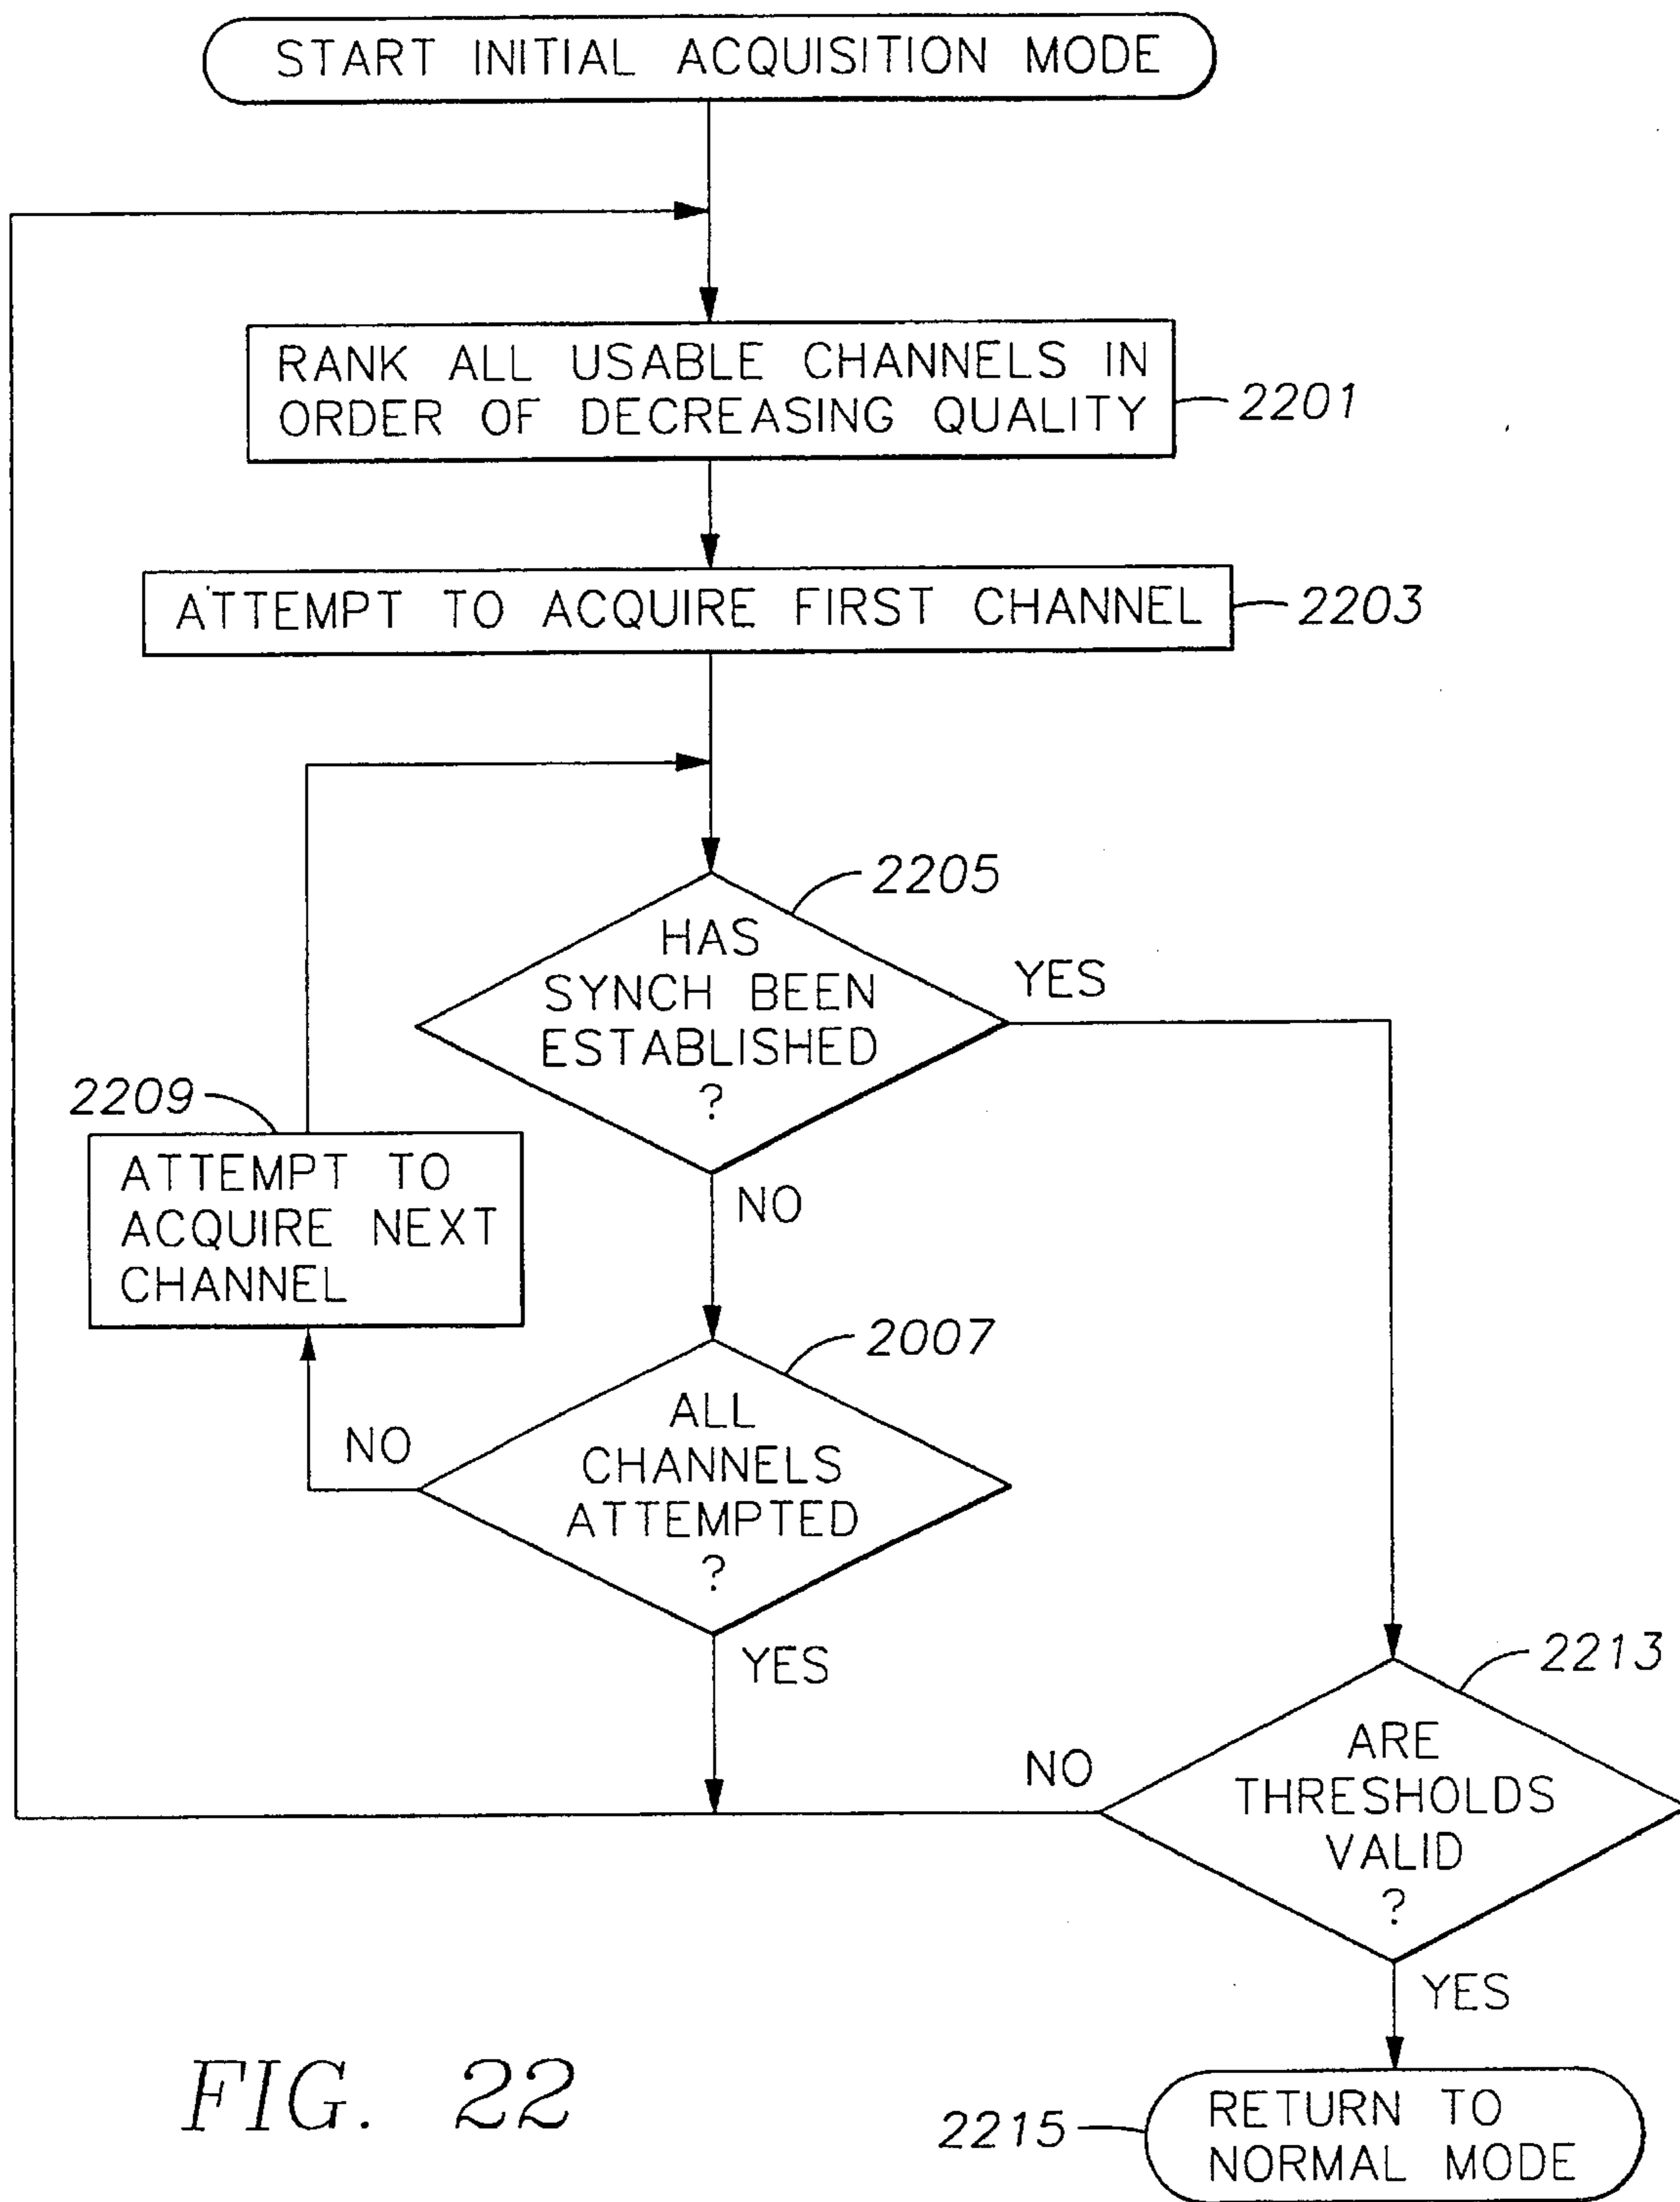 START INITIAL ACQUISITION MODE
RANK ALL USABLE CHANNELS IN
ORDER OF DECREASING QUALITY
2201
ATTEMPT TO ACQUIRE FIRST CHANNEL
2203
2205
HAS
SYNCH BEEN
ESTABLISHED
?
YES
NO
2209
ATTEMPT TO
ACQUIRE NEXT
CHANNEL
2007
ALL
CHANNELS
ATTEMPTED
?
NO
YES
2213
ARE
THRESHOLDS
VALID
?
NO
YES
2215
RETURN TO
NORMAL MODE
FIG. 22